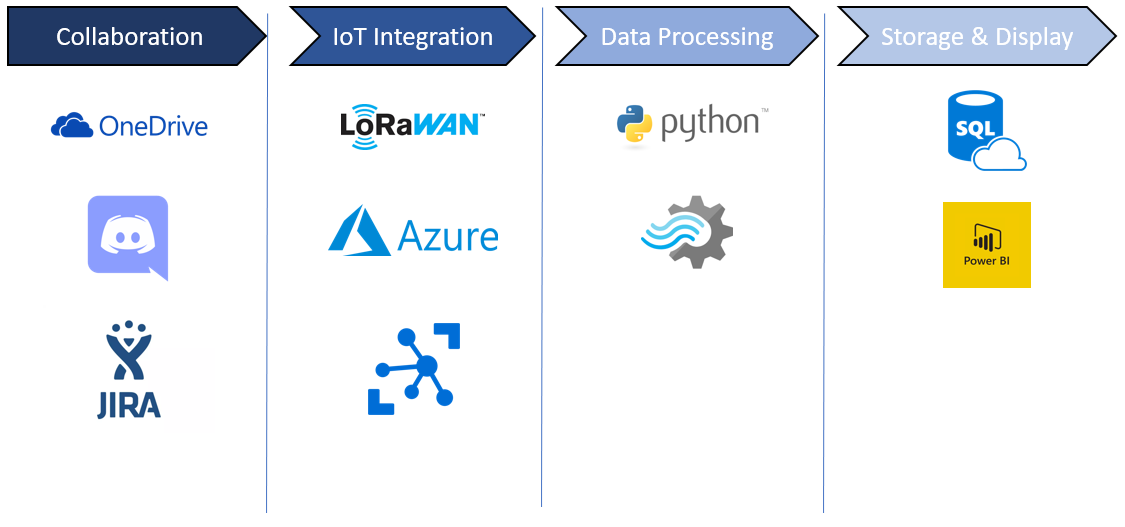 Collaboration
IoT Integration
Data Processing
Storage & Display
OneDrive
LoRaWAN™
python™
SQL
Azure
Power BI
JIRA